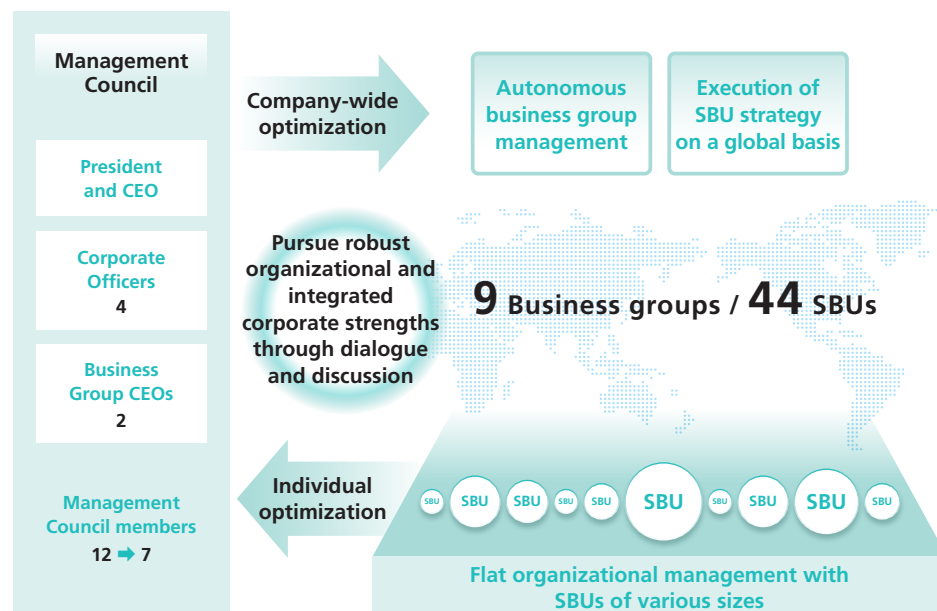 Management
Council
President
and CEO
Corporate
Officers
4
Business
Group CEOs
2
Management
Council members
12 ➡ 7
Company-wide
optimization
Autonomous
business group
management
Execution of
SBU strategy
on a global basis
Pursue robust
organizational and
integrated
corporate strengths
through dialogue
and discussion
9 Business groups / 44 SBUs
Individual
optimization
SBU SBU SBU SBU SBU SBU SBU SBU SBU SBU
Flat organizational management with
SBUs of various sizes